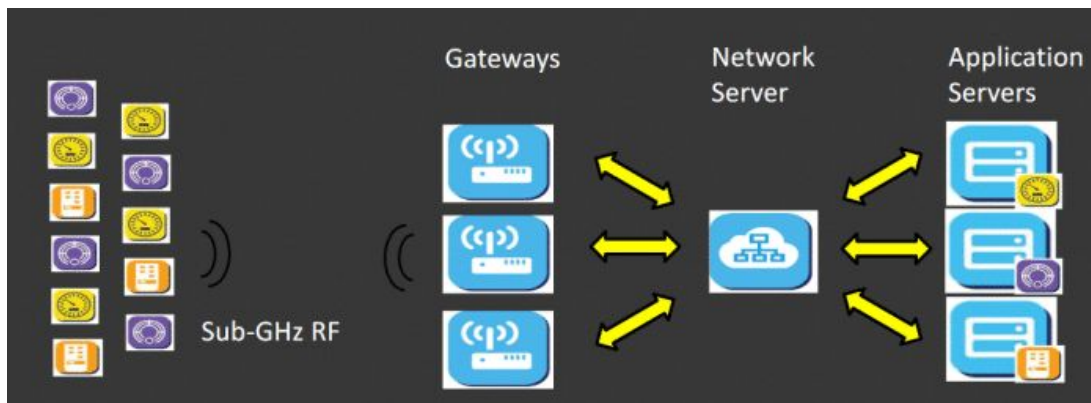 Gateways
Network
Server
Application
Servers
Sub-GHz RF